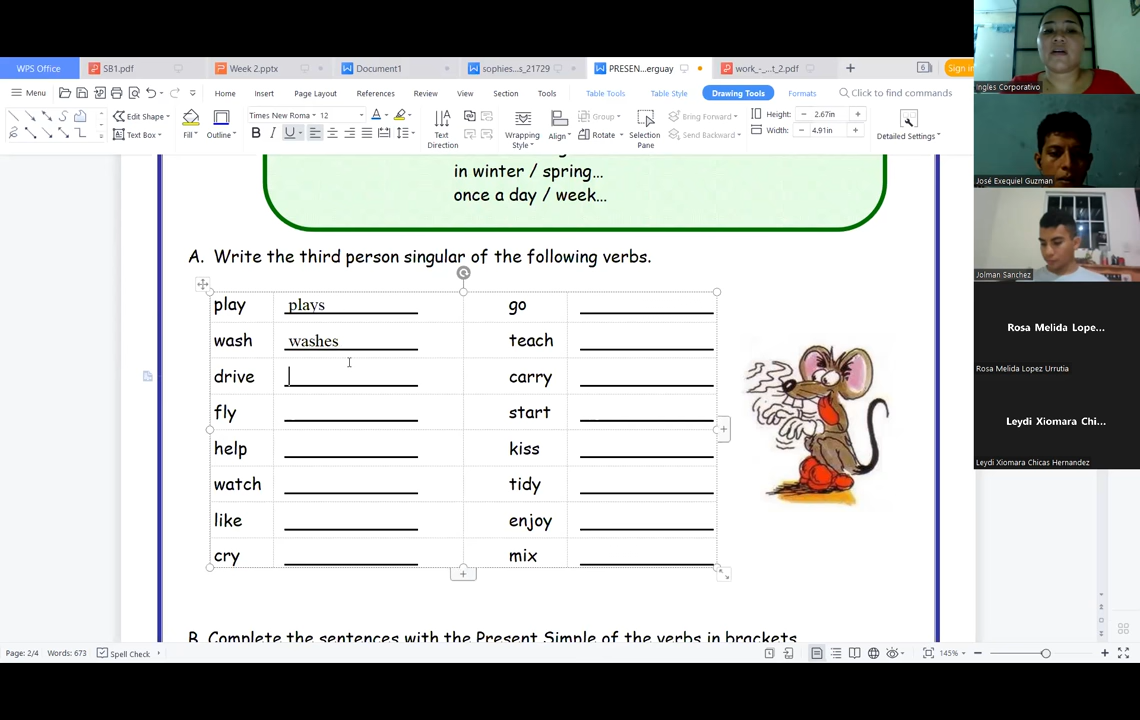 WPS Office
SB1.pdf
Week 2.pptx
Document1
sophies...s_21729
PRESEN...erguay
work_-_...t_2.pdf
Sign in
Menu
Home
Insert
Page Layout
References
Review
View
Section
Tools
Table Tools
Table Style
Drawing Tools
Formats
Click to find commands
Edit Shape
Text Box
Fill
Outline
Times New Roma
12
B I U A
Text Direction
Wrapping Style
Align
Group
Rotate
Selection Pane
Bring Forward
Send Backward
Height: 2.67in
Width: 4.91in
Detailed Settings
in winter / spring...
once a day / week...
A. Write the third person singular of the following verbs.
play plays go
wash washes teach
drive carry
fly start
help kiss
watch tidy
like enjoy
cry mix
B. Complete the sentences with the Present Simple of the verbs in brackets
Page: 2/4 Words: 673 Spell Check
145%
Ingles Corporativo
José Exequiel Guzman
Jolman Sanchez
Rosa Melida Lope...
Rosa Melida Lopez Urrutia
Leydi Xiomara Chi...
Leydi Xiomara Chicas Hernandez